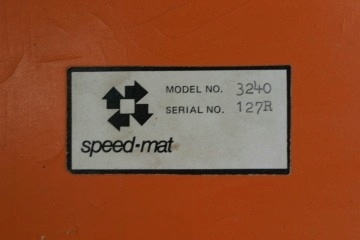 MODEL NO. 3240
SERIAL NO. 127R
speed-mat